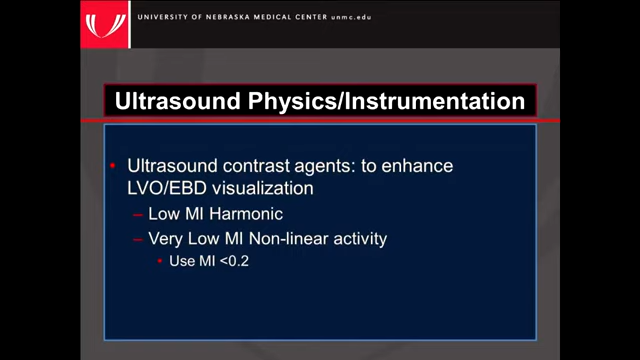 UNIVERSITY OF NEBRASKA MEDICAL CENTER unmc.edu
Ultrasound Physics/Instrumentation
• Ultrasound contrast agents: to enhance
LVO/EBD visualization
– Low MI Harmonic
– Very Low MI Non-linear activity
• Use MI <0.2